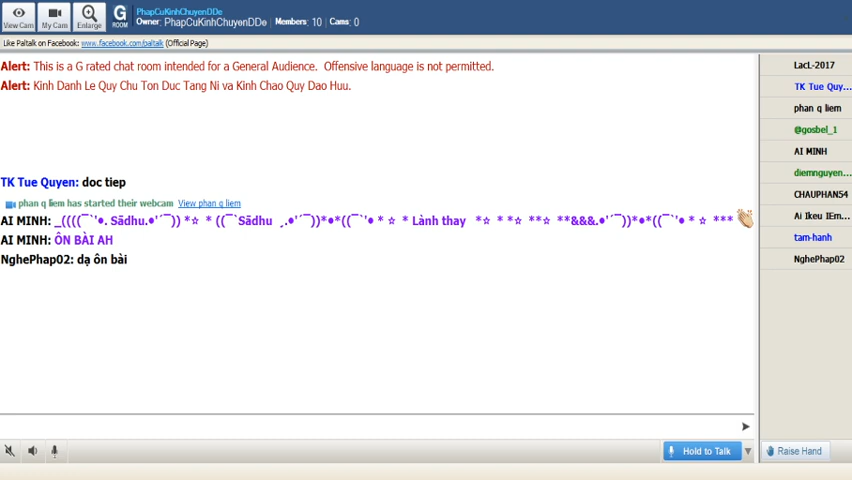 PhapCuKinhChuyenDDe
Owner: PhapCuKinhChuyenDDe Members: 10 Cams: 0
View Cam My Cam Enlarge G ROOM
Like Paltalk on Facebook: www.facebook.com/paltalk (Official Page)
Alert: This is a G rated chat room intended for a General Audience. Offensive language is not permitted.
Alert: Kinh Danh Le Quy Chu Ton Duc Tang Ni va Kinh Chao Quy Dao Huu.
TK Tue Quyen: doc tiep
phan q liem has started their webcam View phan q liem
AI MINH: _((((¯`'•. Sādhu.•'´¯)) *☆ * ((¯`Sādhu ¸.•'´¯))*•*((¯`'• * ☆ * Lành thay *☆ * *☆ **☆ **&&&.•'´¯))*•*((¯`'• * ☆ ***
AI MINH: ÔN BÀI AH
NghePhap02: dạ ôn bài
LacL-2017
TK Tue Quy...
phan q liem
@gosbel_1
AI MINH
diemnguyen...
CHAUPHAN54
Ai Ikeu IEm...
tam-hanh
NghePhap02
Hold to Talk
Raise Hand